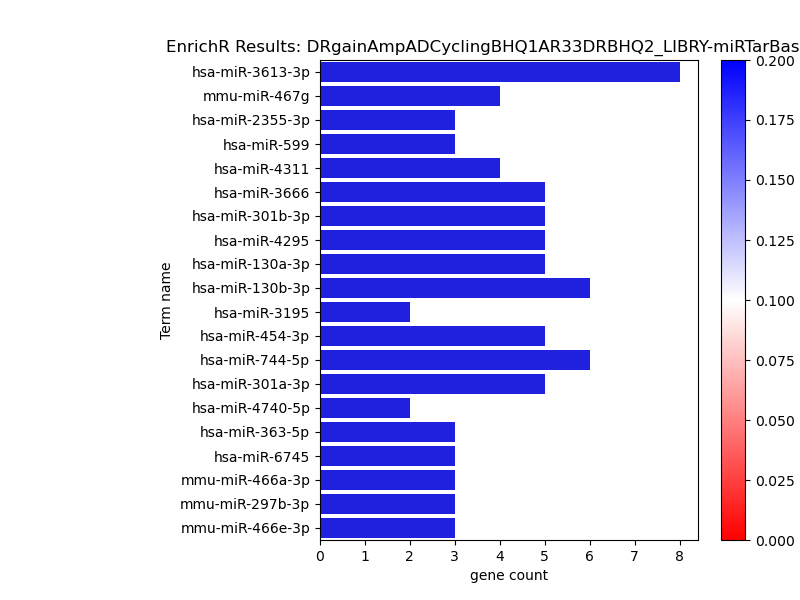 EnrichR Results: DRgainAmpADCyclingBHQ1AR33DRBHQ2_LIBRY-miRTarBas
hsa-miR-3613-3p
mmu-miR-467g
hsa-miR-2355-3p
hsa-miR-599
hsa-miR-4311
hsa-miR-3666
hsa-miR-301b-3p
hsa-miR-4295
hsa-miR-130a-3p
hsa-miR-130b-3p
hsa-miR-3195
hsa-miR-454-3p
hsa-miR-744-5p
hsa-miR-301a-3p
hsa-miR-4740-5p
hsa-miR-363-5p
hsa-miR-6745
mmu-miR-466a-3p
mmu-miR-297b-3p
mmu-miR-466e-3p
Term name
0 1 2 3 4 5 6 7 8
gene count
0.200
0.175
0.150
0.125
0.100
0.075
0.050
0.025
0.000